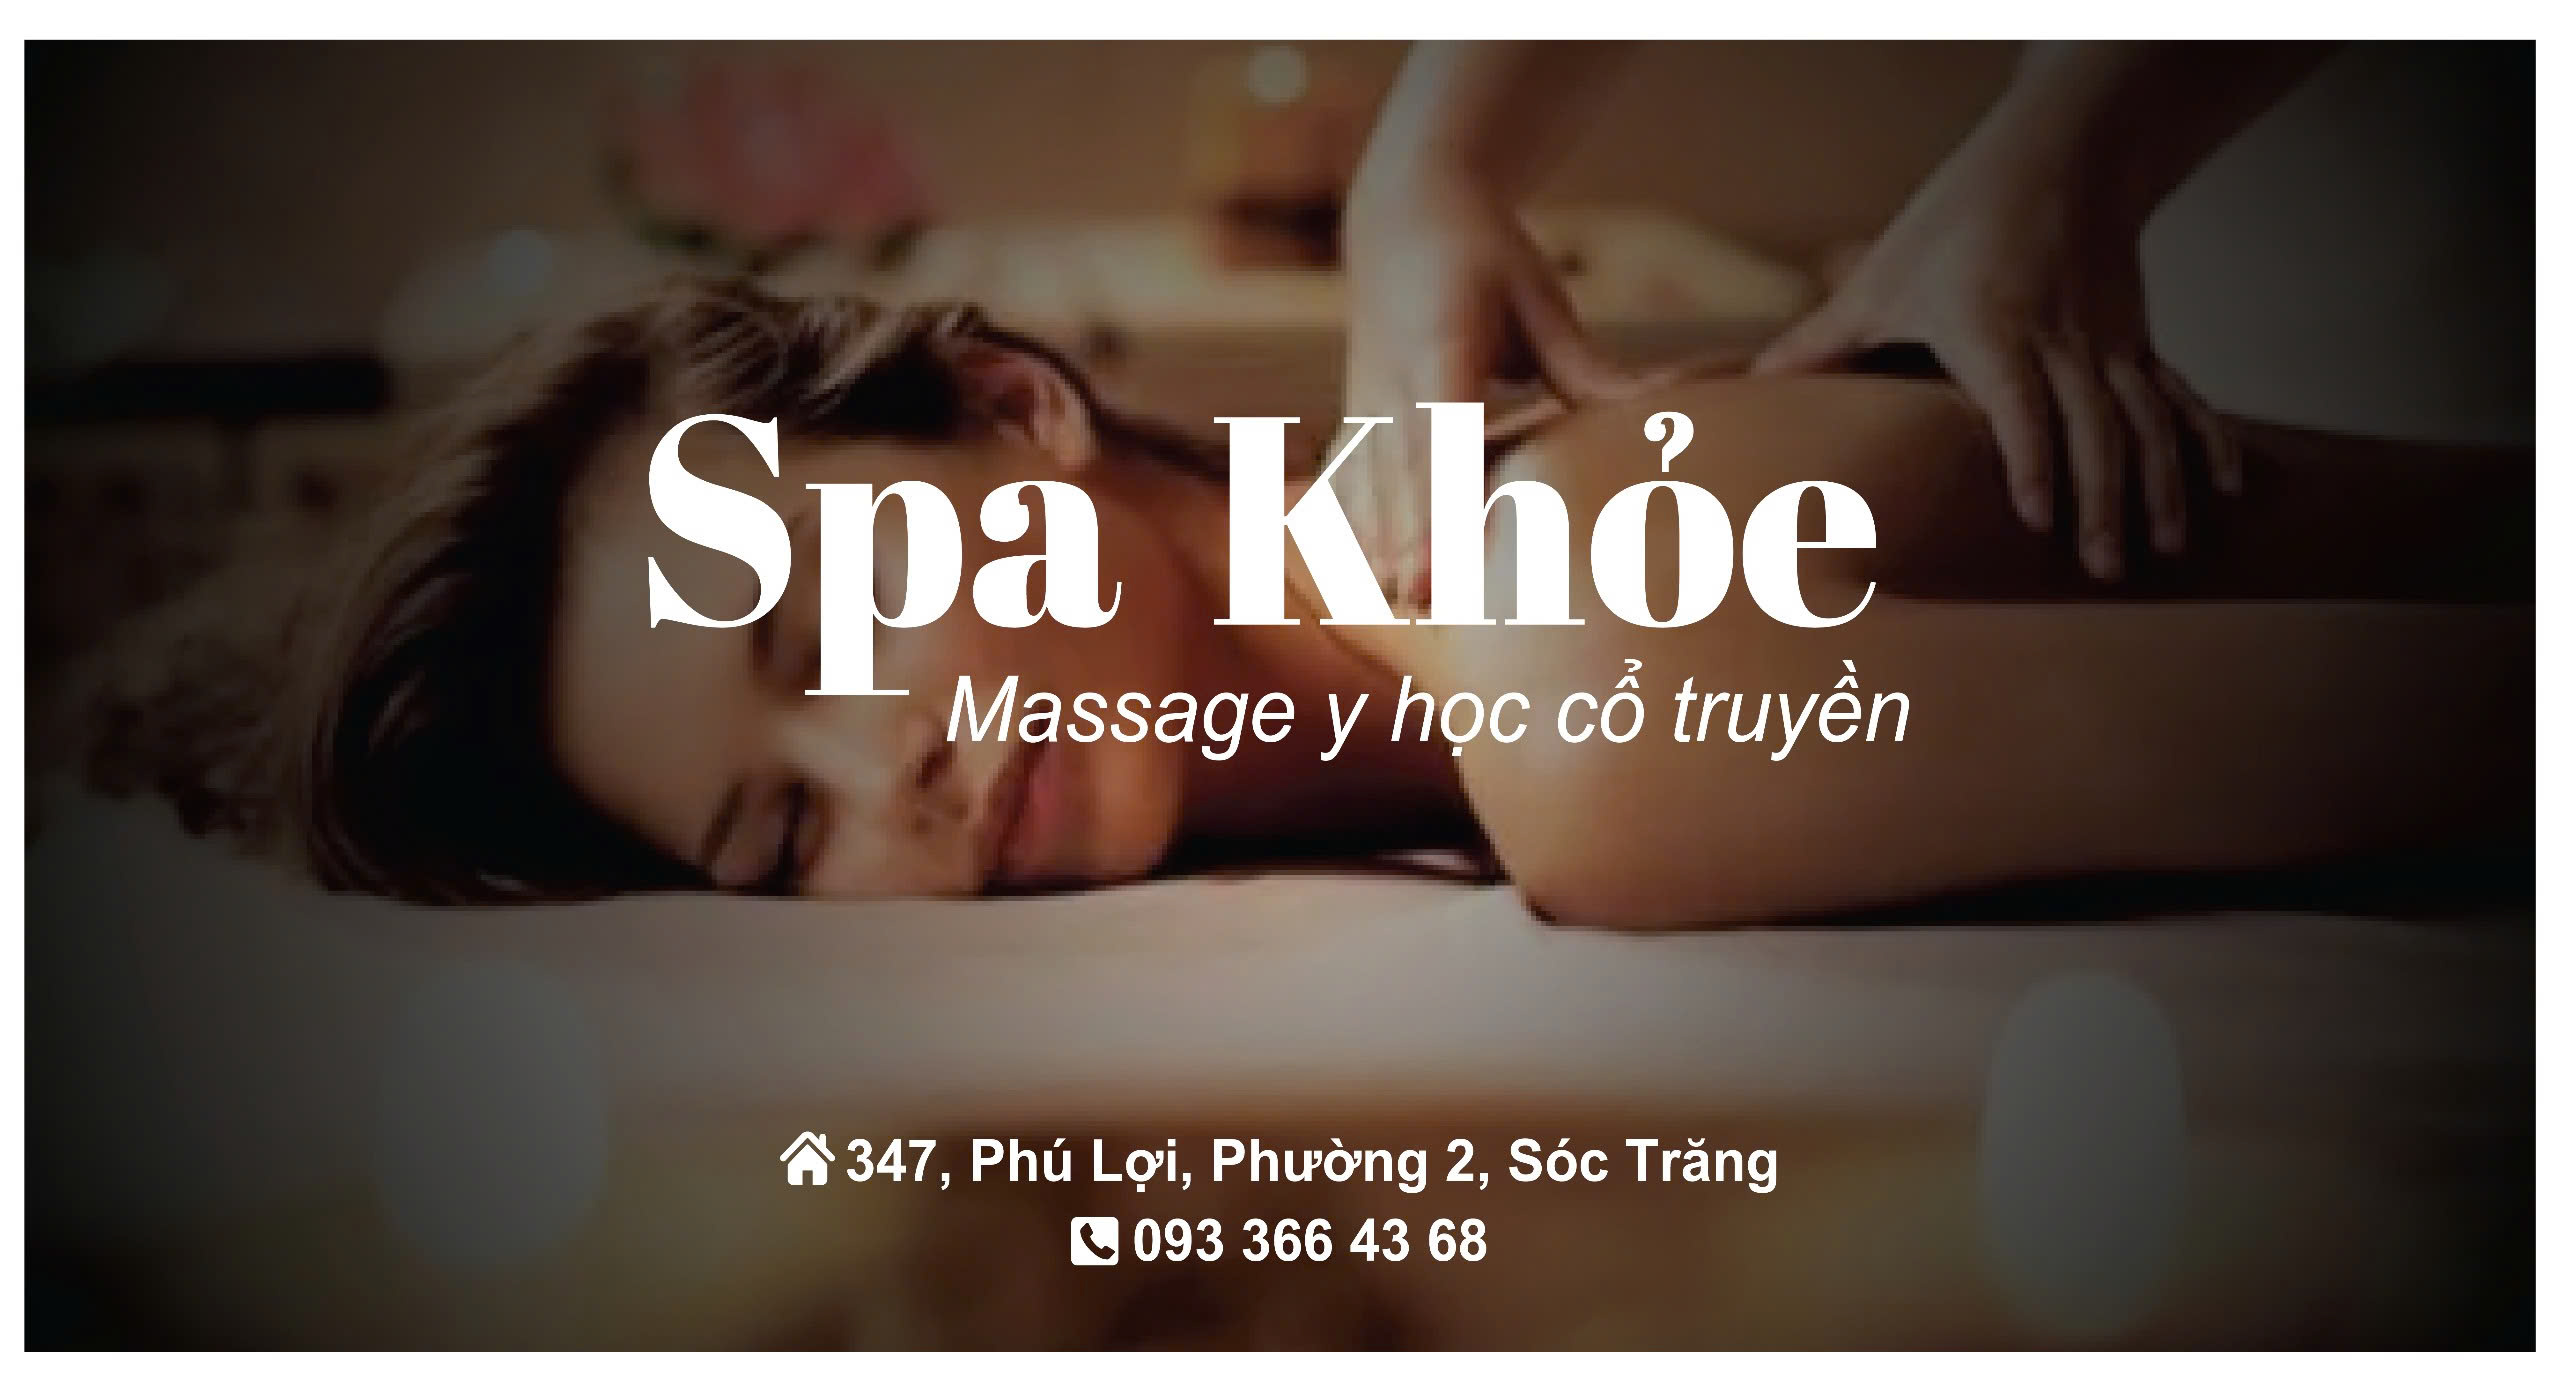 Spa Khỏe
Massage y học cổ truyền
347, Phú Lợi, Phường 2, Sóc Trăng
093 366 43 68